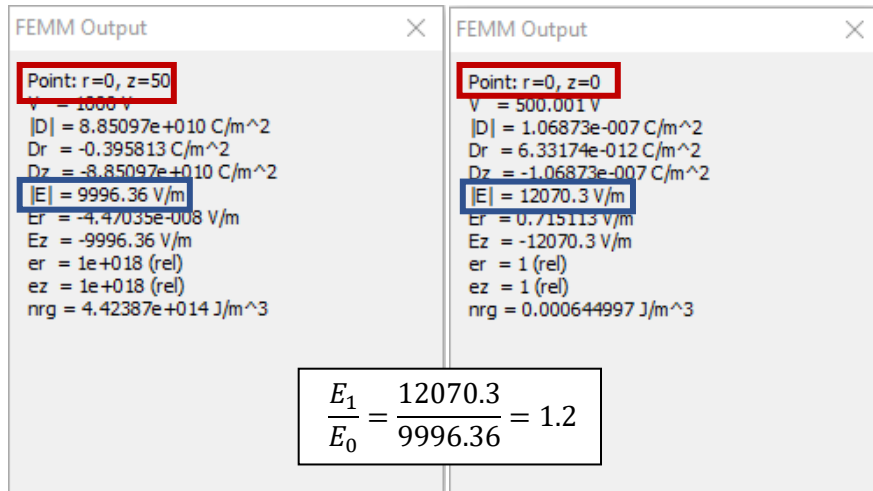 FEMM Output
Point: r=0, z=50
V = 1000 V
|D| = 8.85097e+010 C/m^2
Dr = -0.395813 C/m^2
Dz = -8.85097e+010 C/m^2
|E| = 9996.36 V/m
Er = -4.47035e-008 V/m
Ez = -9996.36 V/m
er = 1e+018 (rel)
ez = 1e+018 (rel)
nrg = 4.42387e+014 J/m^3
FEMM Output
Point: r=0, z=0
V = 500.001 V
|D| = 1.06873e-007 C/m^2
Dr = 6.33174e-012 C/m^2
Dz = -1.06873e-007 C/m^2
|E| = 12070.3 V/m
Er = 0.715113 V/m
Ez = -12070.3 V/m
er = 1 (rel)
ez = 1 (rel)
nrg = 0.000644997 J/m^3
E₁/E₀ = 12070.3/9996.36 = 1.2